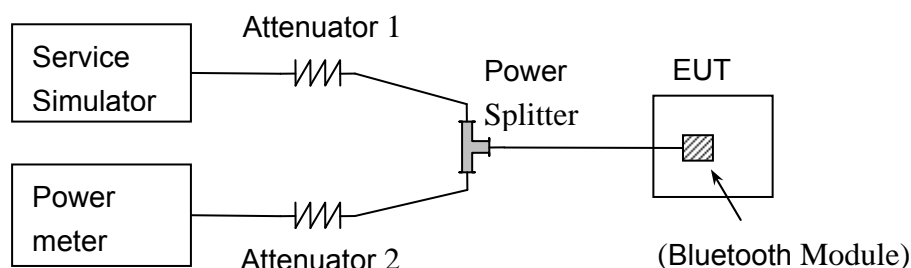 Attenuator 1
Service
Simulator
Power
Splitter
EUT
Power
meter
Attenuator 2
(Bluetooth Module)